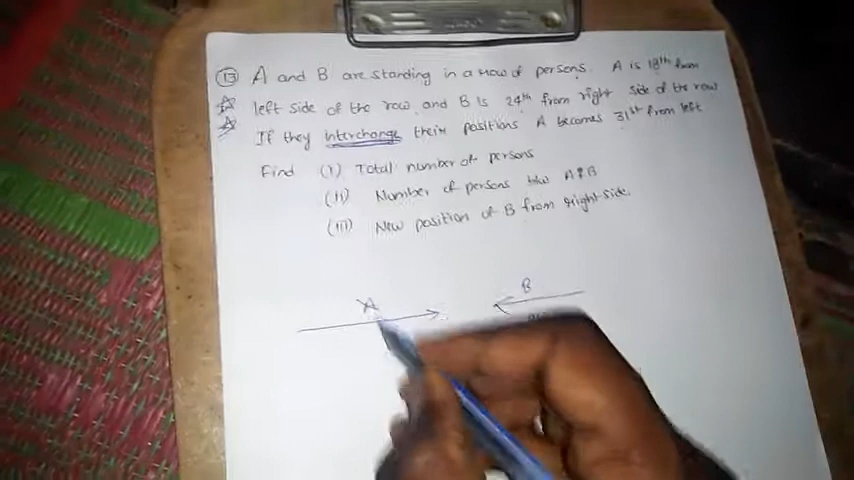 13 A and B are standing in a row of persons. A is 18th from
left side of the row and B is 24th from right side of the row
If they interchange their positions A becomes 31st from left
Find (i) Total number of persons
(ii) Number of persons b/w A & B
(iii) New position of B from right side.
A B